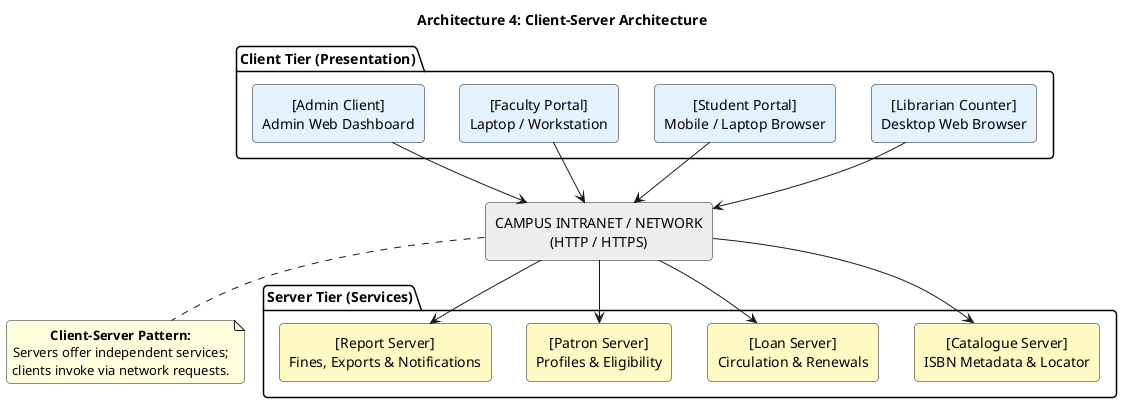 Architecture 4: Client-Server Architecture
Client Tier (Presentation)
[Admin Client]
Admin Web Dashboard
[Faculty Portal]
Laptop / Workstation
[Student Portal]
Mobile / Laptop Browser
[Librarian Counter]
Desktop Web Browser
CAMPUS INTRANET / NETWORK
(HTTP / HTTPS)
Client-Server Pattern:
Servers offer independent services;
clients invoke via network requests.
Server Tier (Services)
[Report Server]
Fines, Exports & Notifications
[Patron Server]
Profiles & Eligibility
[Loan Server]
Circulation & Renewals
[Catalogue Server]
ISBN Metadata & Locator